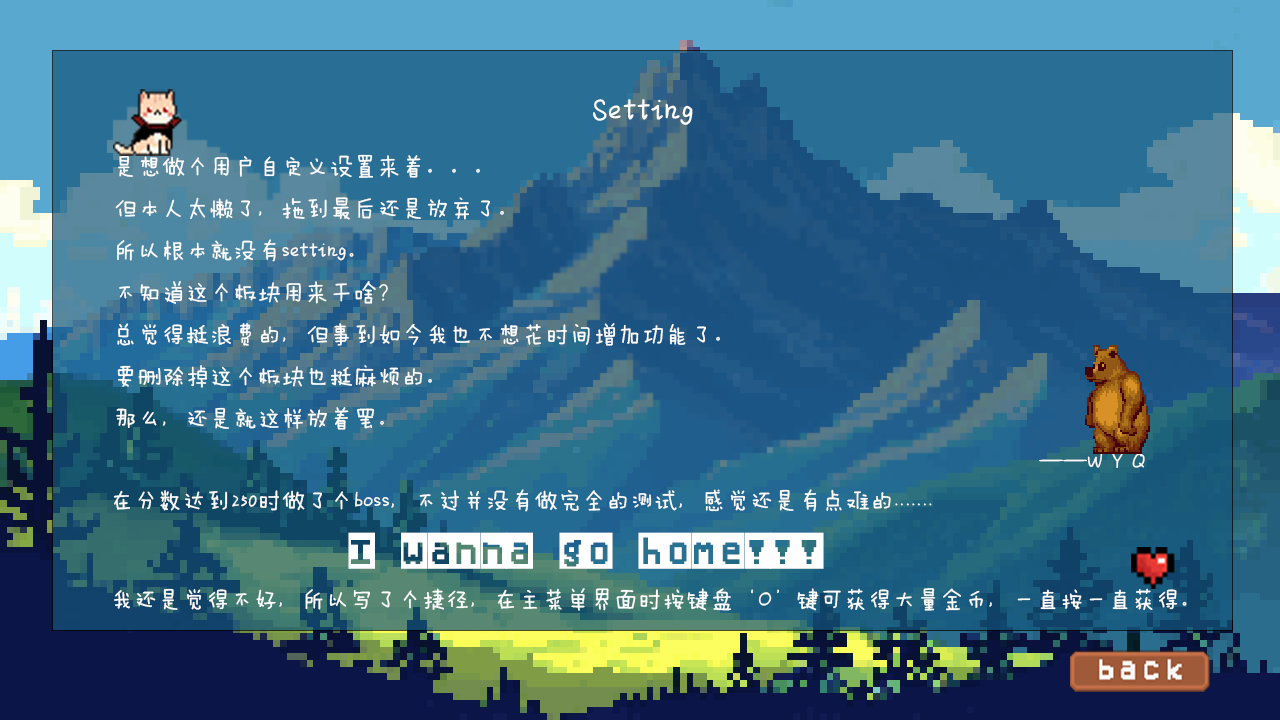 Setting
是想做个用户自定义设置来着。。。
但本人太懒了，拖到最后还是放弃了。
所以根本就没有setting。
不知道这个板块用来干啥？
总觉得挺浪费的，但事到如今我也不想花时间增加功能了。
要删除掉这个板块也挺麻烦的。
那么，还是就这样放着罢。
——W Y Q
在分数达到250时做了个boss，不过并没有做完全的测试，感觉还是有点难的……
I wanna go home???
我还是觉得不好，所以写了个捷径，在主菜单界面时按键盘‘O’键可获得大量金币，一直按一直获得。
back